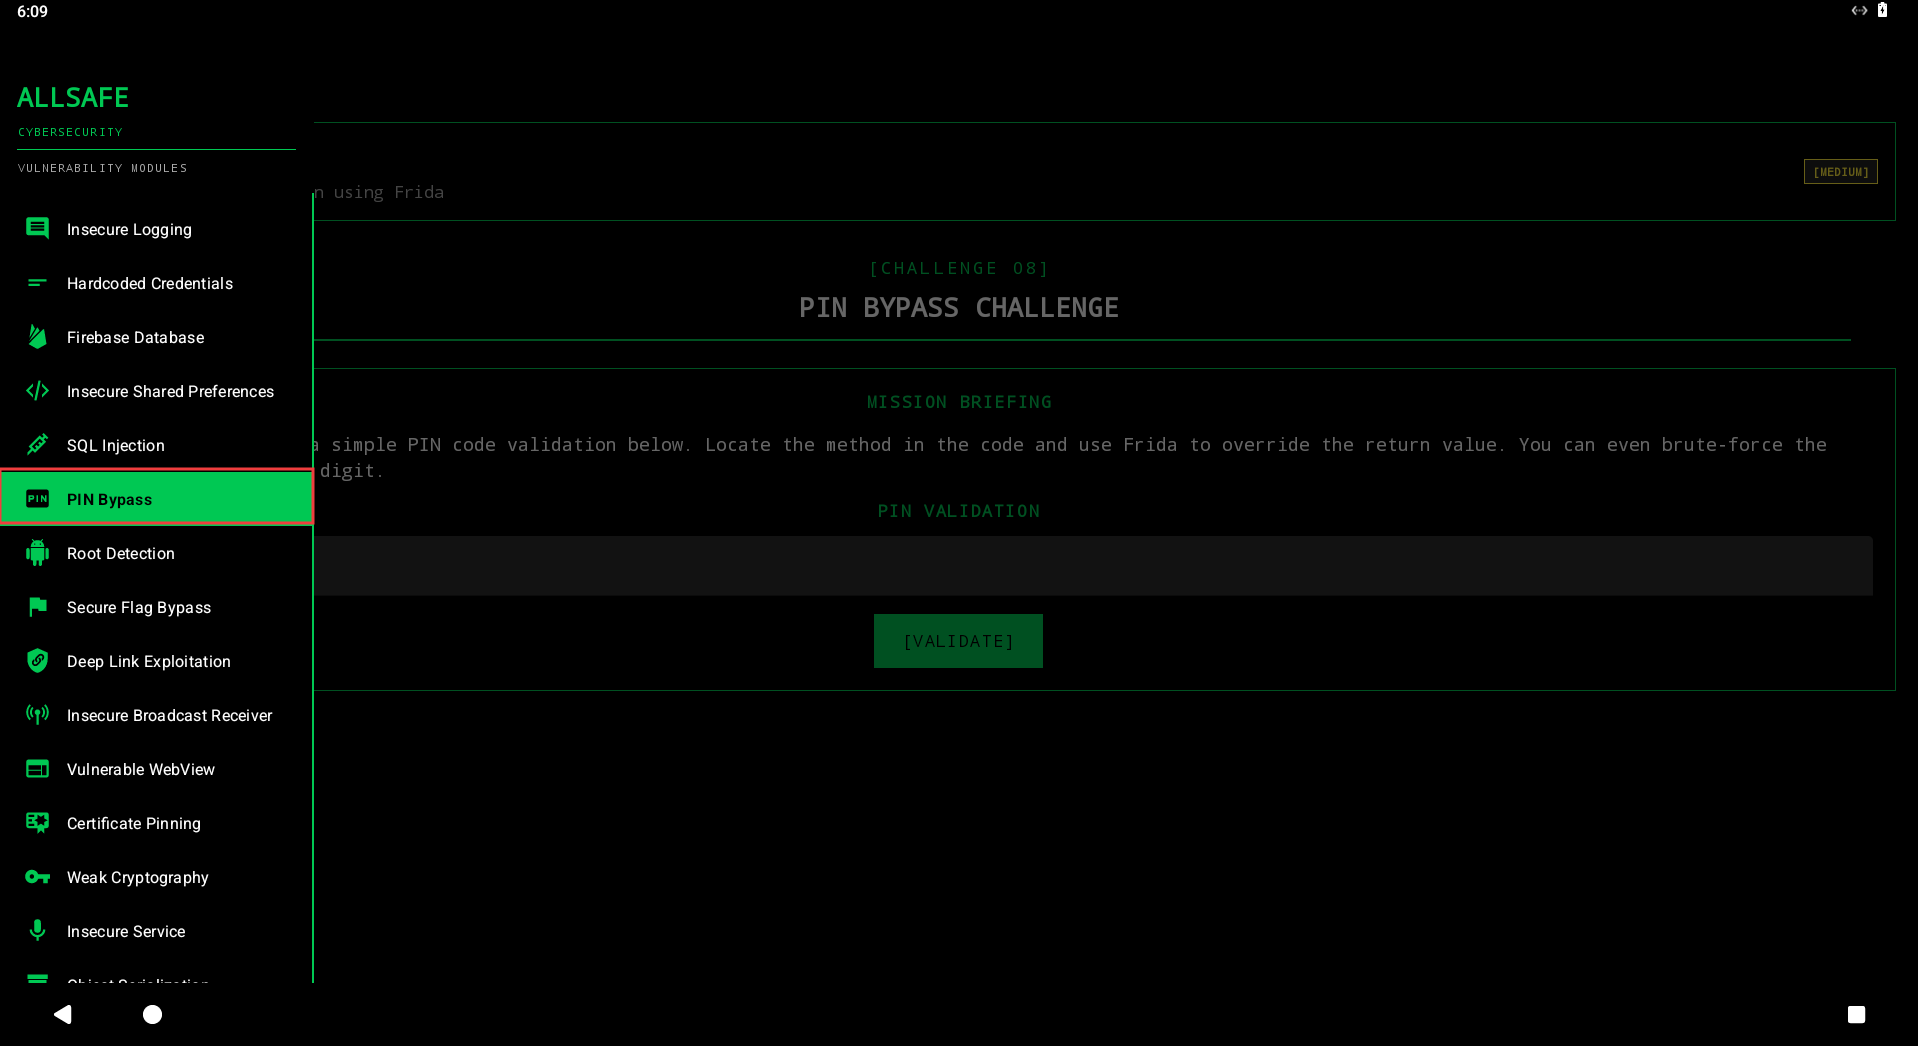 6:09
ALLSAFE
CYBERSECURITY
VULNERABILITY MODULES
Insecure Logging
Hardcoded Credentials
Firebase Database
Insecure Shared Preferences
SQL Injection
PIN
PIN Bypass
Root Detection
Secure Flag Bypass
Deep Link Exploitation
Insecure Broadcast Receiver
Vulnerable WebView
Certificate Pinning
Weak Cryptography
Insecure Service
Object Serialization
using Frida
[MEDIUM]
[CHALLENGE 08]
PIN BYPASS CHALLENGE
MISSION BRIEFING
a simple PIN code validation below. Locate the method in the code and use Frida to override the return value. You can even brute-force the
digit.
PIN VALIDATION
[VALIDATE]